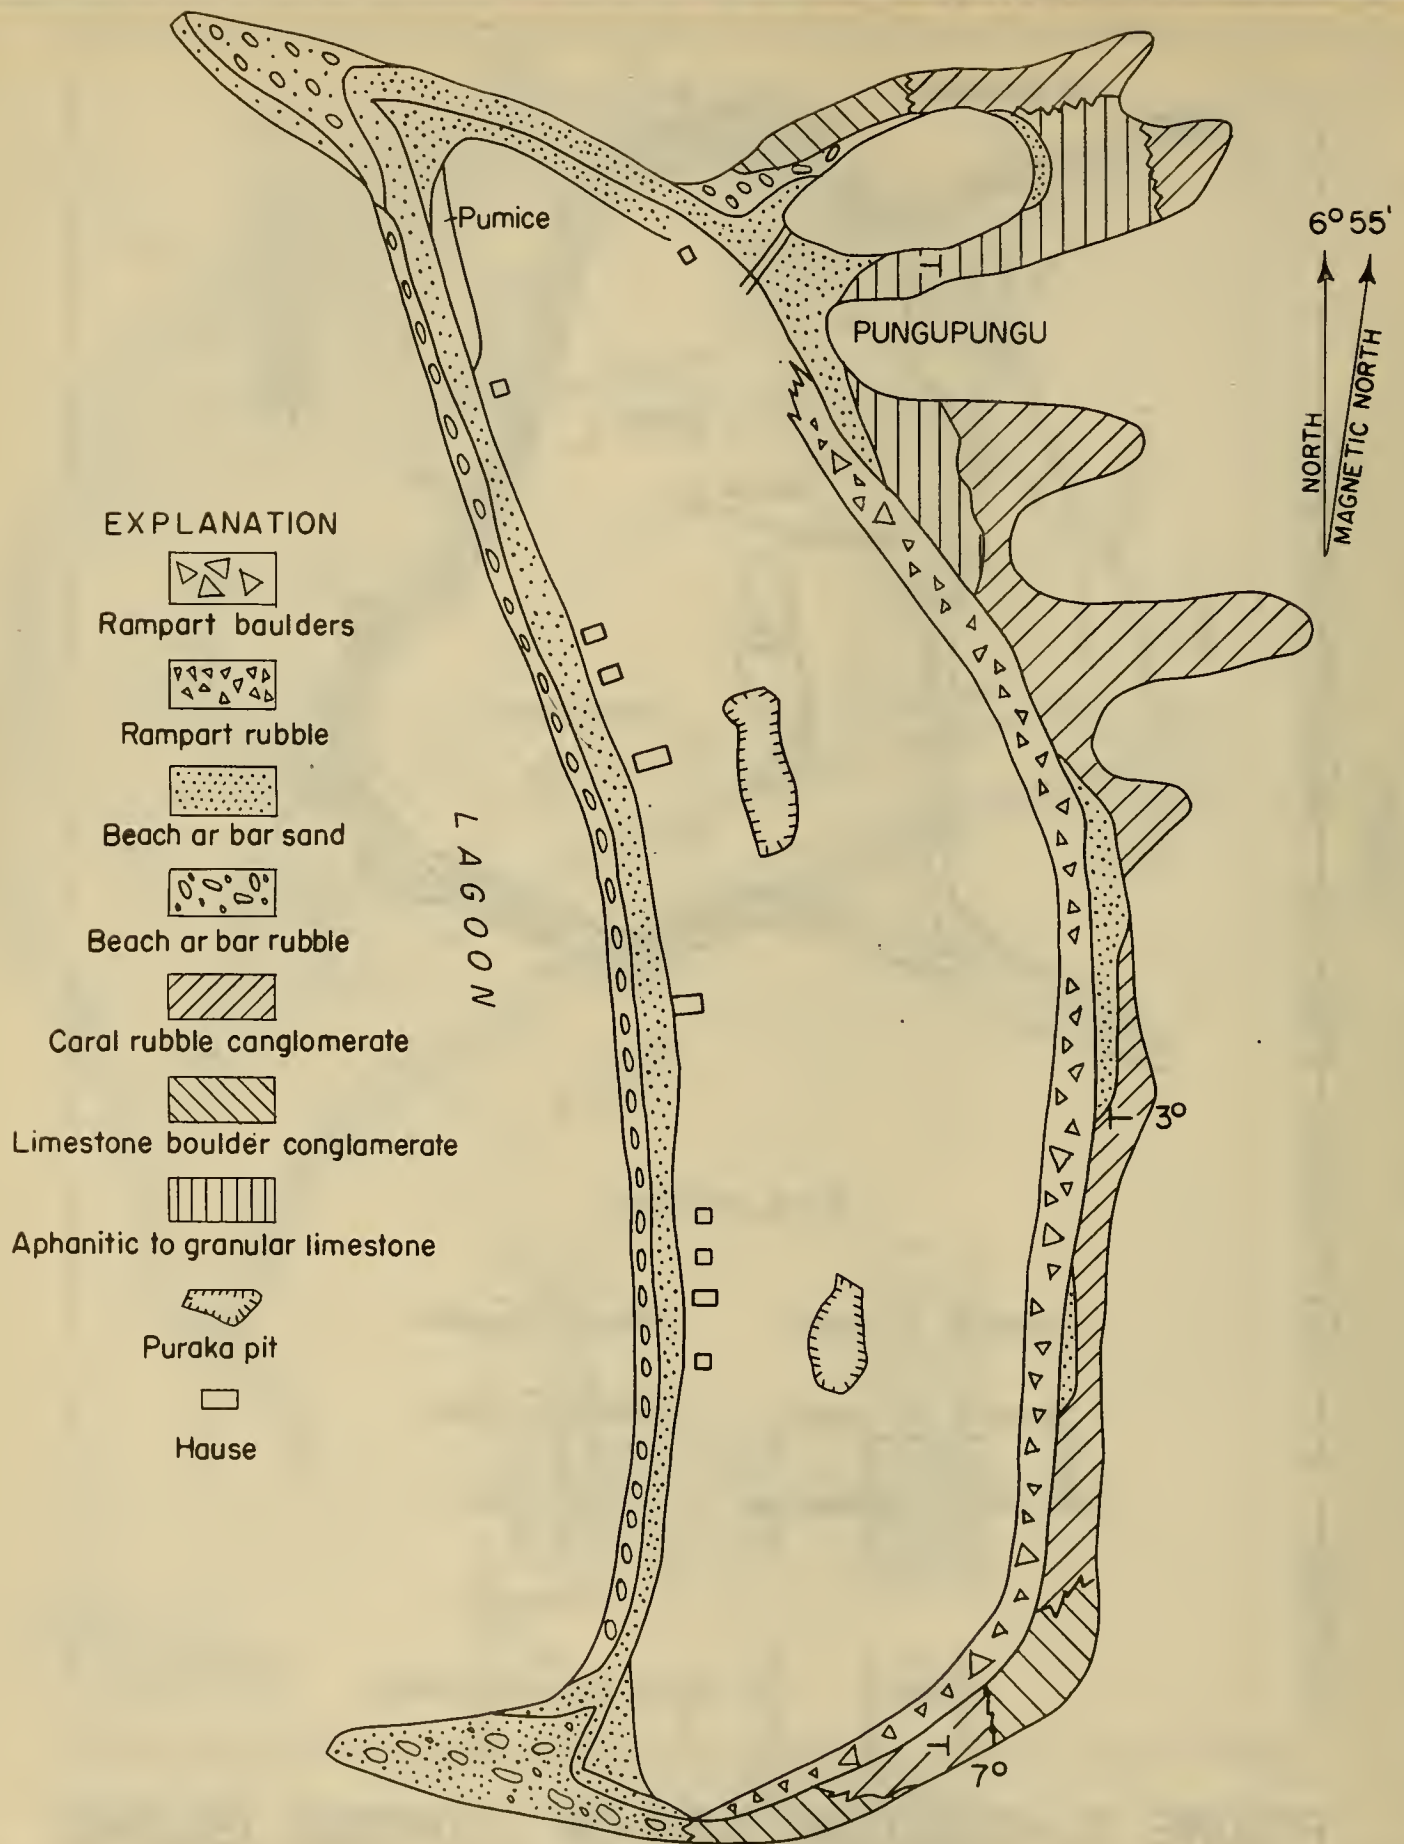 Pumice
6° 55'
PUNGUPUNGU
NORTH
MAGNETIC NORTH
EXPLANATION
Rampart baulders
Rampart rubble
Beach ar bar sand
Beach ar bar rubble
Caral rubble canglomerate
Limestone boulder conglamerate
Aphanitic to granular limestone
Puraka pit
Hause
LAGOON
3°
7°